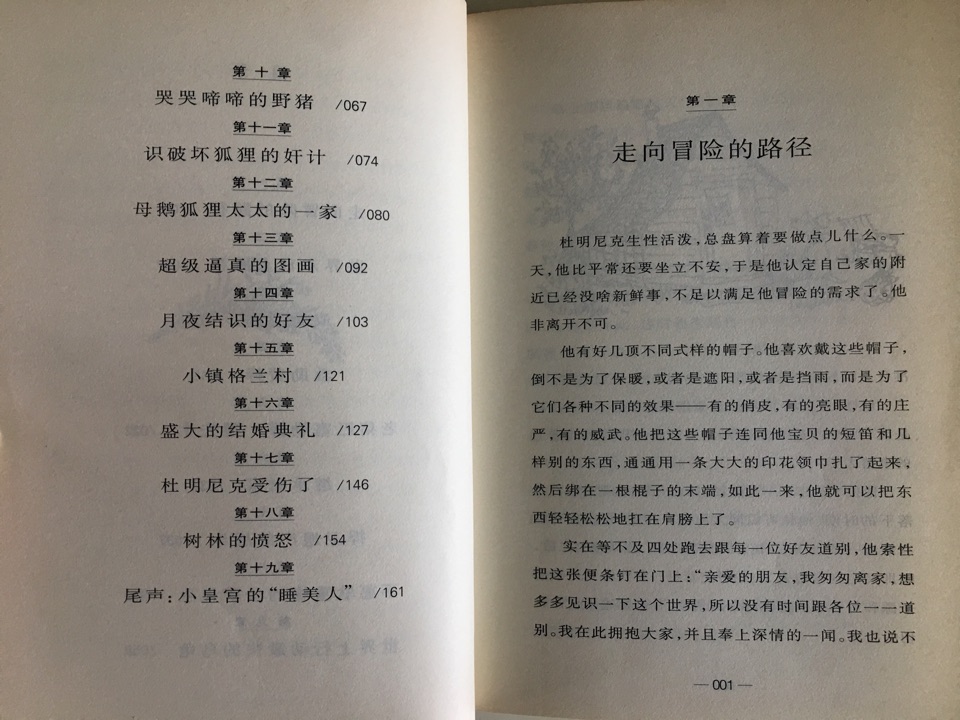 第十章
哭哭啼啼的野猪 /067
第十一章
识破坏狐狸的奸计 /074
第十二章
母鹅狐狸太太的一家 /080
第十三章
超级逼真的图画 /092
第十四章
月夜结识的好友 /103
第十五章
小镇格兰村 /121
第十六章
盛大的结婚典礼 /127
第十七章
杜明尼克受伤了 /146
第十八章
树林的愤怒 /154
第十九章
尾声：小皇宫的“睡美人” /161
第一章
走向冒险的路径
杜明尼克生性活泼，总盘算着要做点儿什么。一
天，他比平常还要坐立不安，于是他认定自己家的附
近已经没啥新鲜事，不足以满足他冒险的需求了。他
非离开不可。
他有好几顶不同式样的帽子。他喜欢戴这些帽子，
倒不是为了保暖，或者是遮阳，或者是挡雨，而是为了
它们各种不同的效果——有的俏皮，有的亮眼，有的庄
严，有的威武。他把这些帽子连同他宝贝的短笛和几
样别的东西，通通用一条大大的印花领巾扎了起来，
然后绑在一根棍子的末端，如此一来，他就可以把东
西轻轻松松地扛在肩膀上了。
实在等不及四处跑去跟每一位好友道别，他索性
把这张便条钉在门上：“亲爱的朋友，我匆匆离家，想
多多见识一下这个世界，所以没有时间跟各位一一道
别。我在此拥抱大家，并且奉上深情的一闻。我也说不
— 001 —